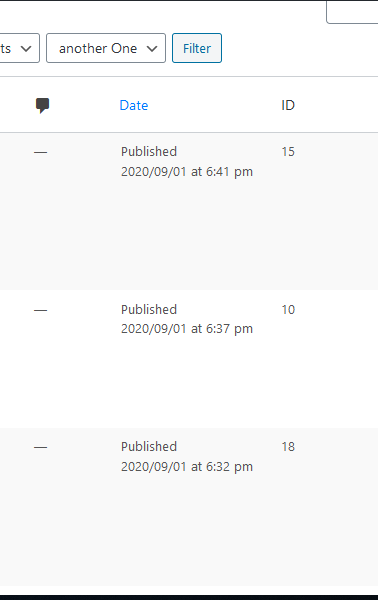 ts
another One
Filter
Date
ID
—
Published
15
2020/09/01 at 6:41 pm
—
Published
10
2020/09/01 at 6:37 pm
—
Published
18
2020/09/01 at 6:32 pm